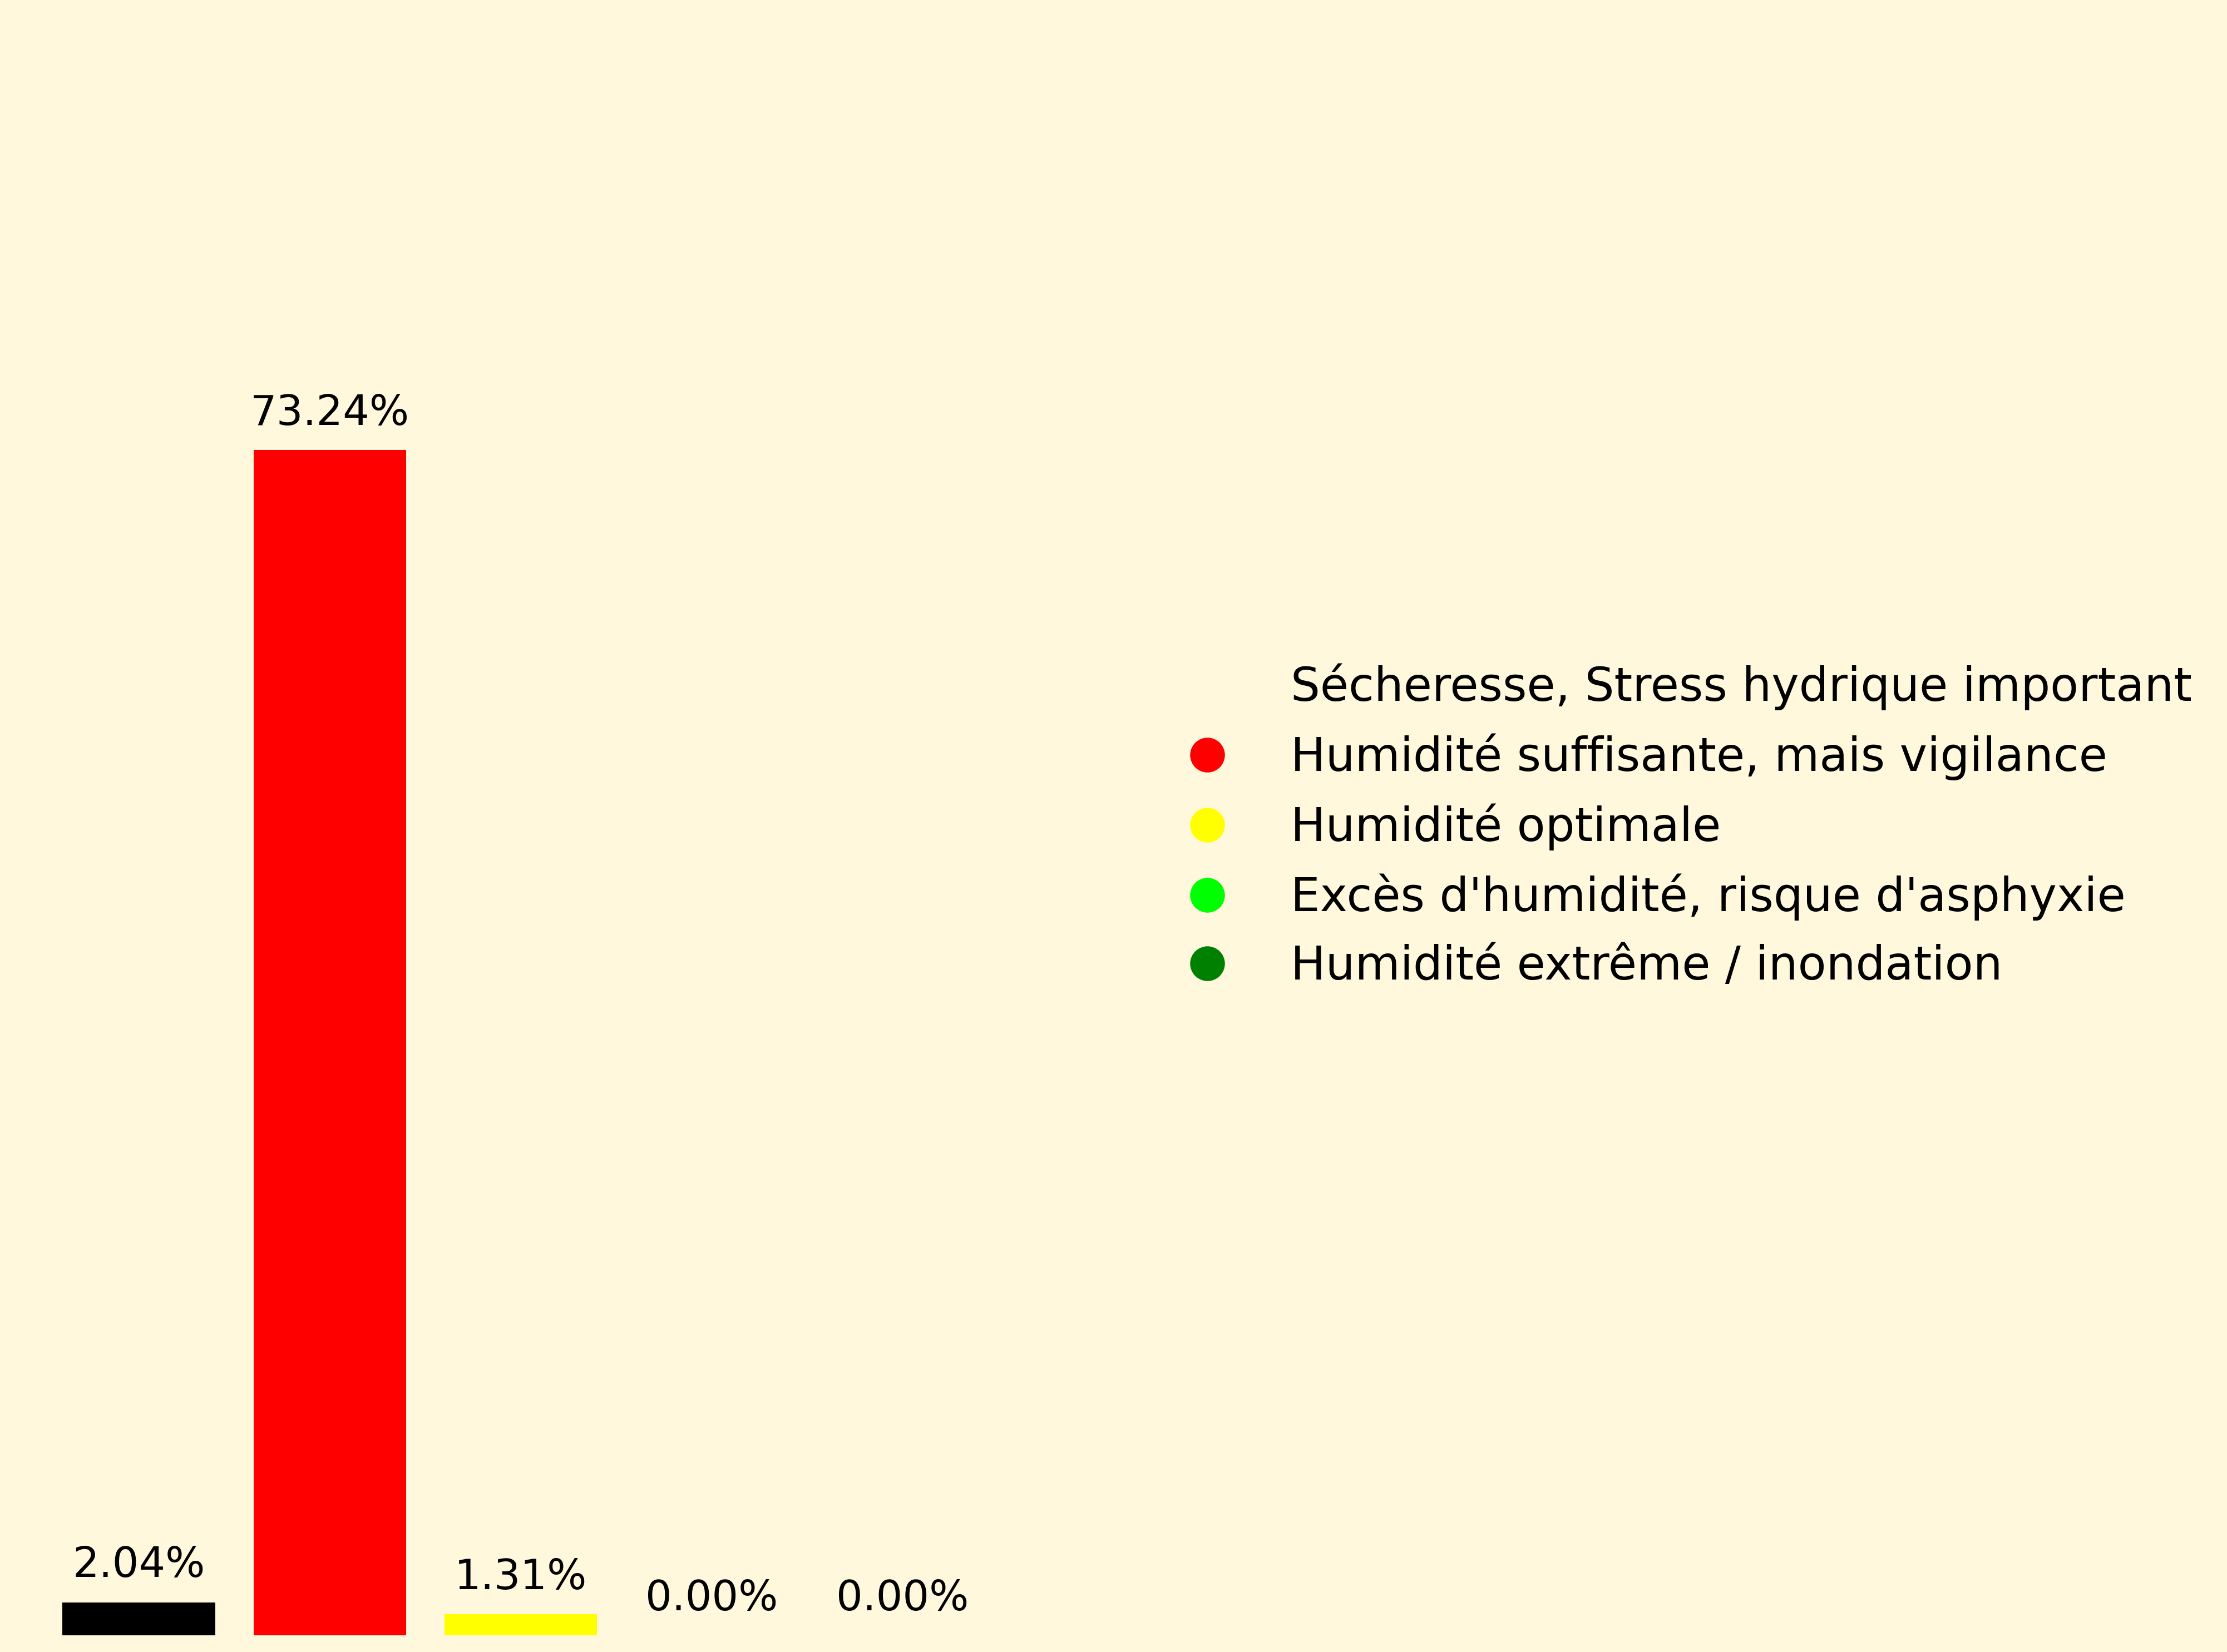 73.24%
2.04%
1.31%
0.00%
0.00%
Sécheresse, Stress hydrique important
Humidité suffisante, mais vigilance
Humidité optimale
Excès d'humidité, risque d'asphyxie
Humidité extrême / inondation